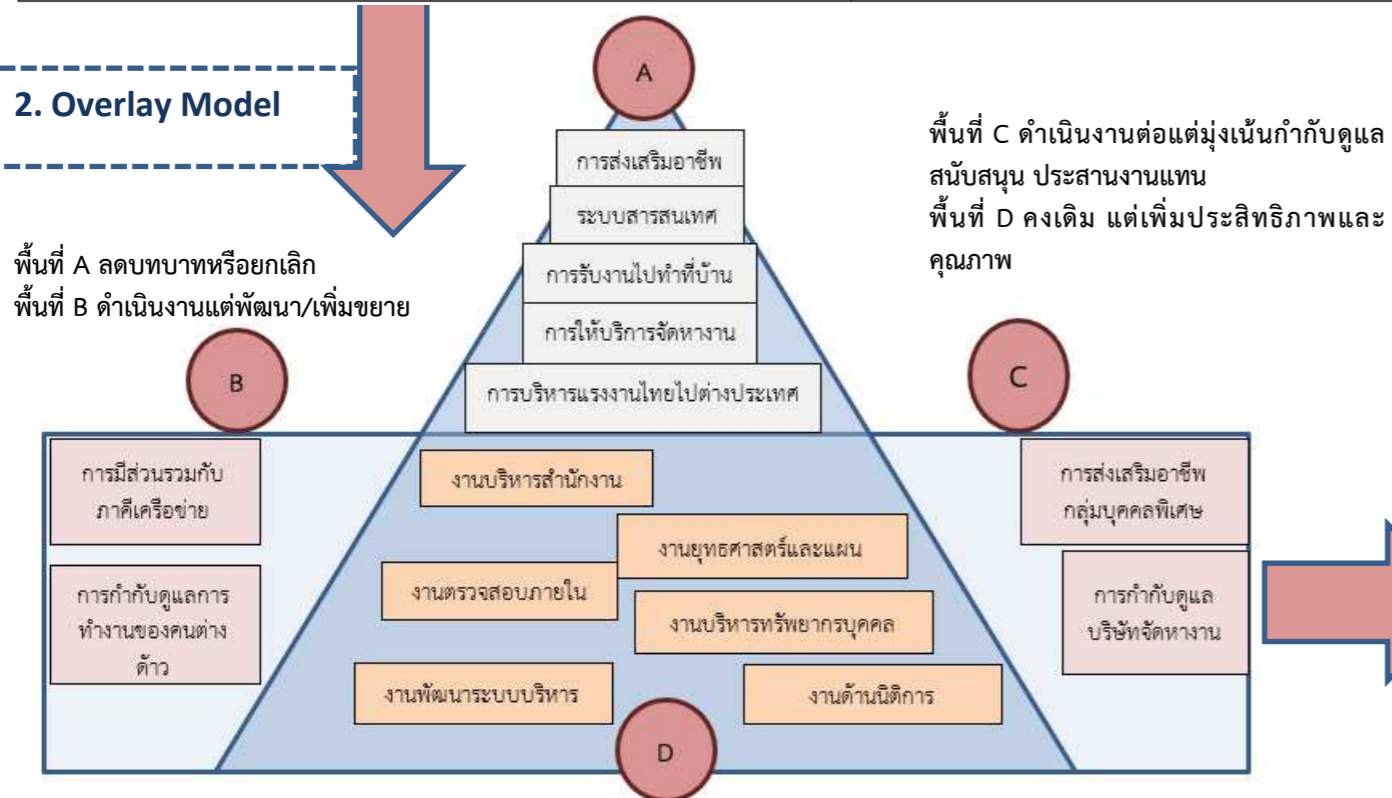 2. Overlay Model
พื้นที่ A ลดบทบาทหรือยกเลิก
พื้นที่ B ดำเนินงานแต่พัฒนา/เพิ่มขยาย
พื้นที่ C ดำเนินงานต่อแต่มุ่งเน้นกำกับดูแล
สนับสนุน ประสานงานแทน
พื้นที่ D คงเดิม แต่เพิ่มประสิทธิภาพและ
คุณภาพ
A
การส่งเสริมอาชีพ
ระบบสารสนเทศ
การรับงานไปทำที่บ้าน
การให้บริการจัดหางาน
การบริหารแรงงานไทยไปต่างประเทศ
B
การมีส่วนรวมกับ
ภาคีเครือข่าย
การกำกับดูแลการ
ทำงานของคนต่าง
ด้าว
C
การส่งเสริมอาชีพ
กลุ่มบุคคลพิเศษ
การกำกับดูแล
บริษัทจัดหางาน
งานบริหารสำนักงาน
งานยุทธศาสตร์และแผน
งานตรวจสอบภายใน
งานบริหารทรัพยากรบุคคล
งานพัฒนาระบบบริหาร
งานด้านนิติการ
D